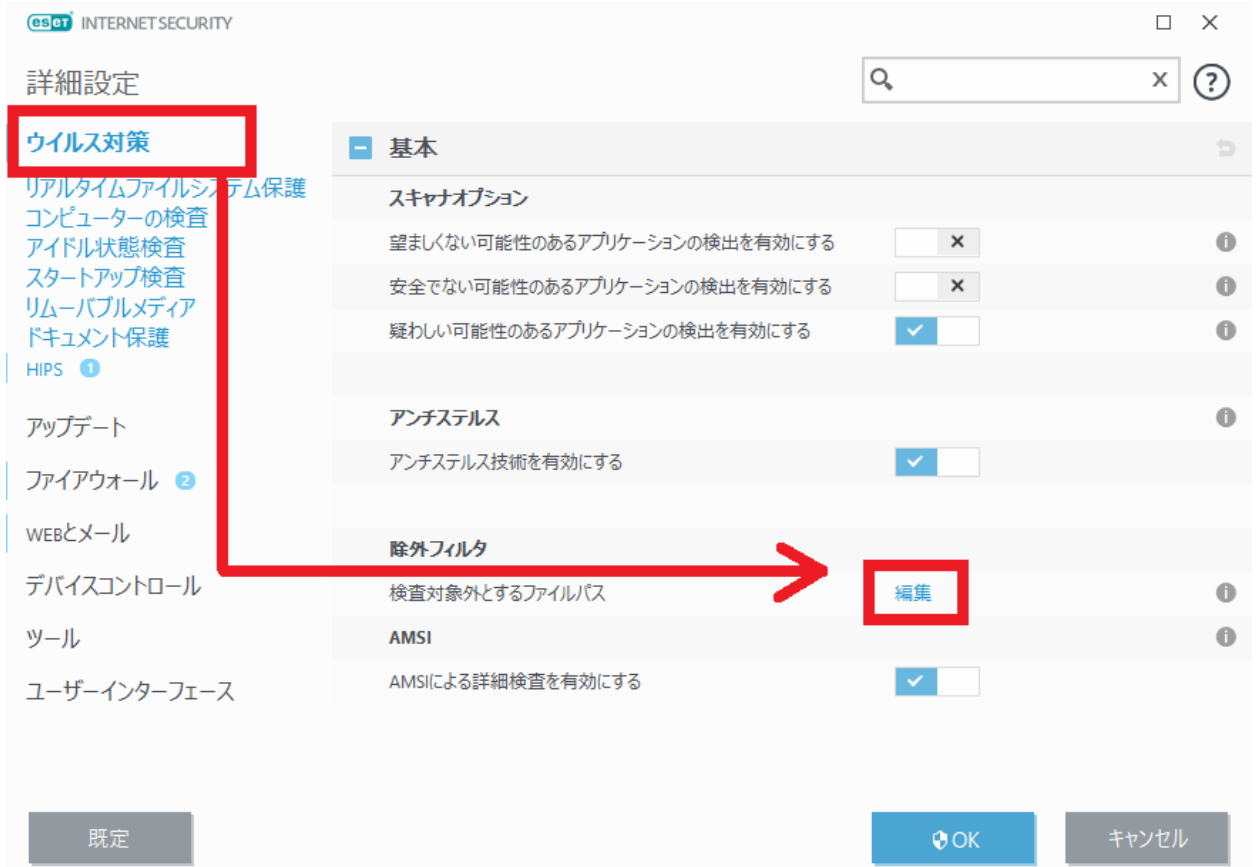 eset INTERNET SECURITY
詳細設定
ウイルス対策
リアルタイムファイルシステム保護
コンピューターの検査
アイドル状態検査
スタートアップ検査
リムーバブルメディア
ドキュメント保護
HIPS 1
アップデート
ファイアウォール 2
WEBとメール
デバイスコントロール
ツール
ユーザーインターフェース
基本
スキャナオプション
望ましくない可能性のあるアプリケーションの検出を有効にする
安全でない可能性のあるアプリケーションの検出を有効にする
疑わしい可能性のあるアプリケーションの検出を有効にする
アンチステルス
アンチステルス技術を有効にする
除外フィルタ
検査対象外とするファイルパス 編集
AMSI
AMSIによる詳細検査を有効にする
既定
OK
キャンセル